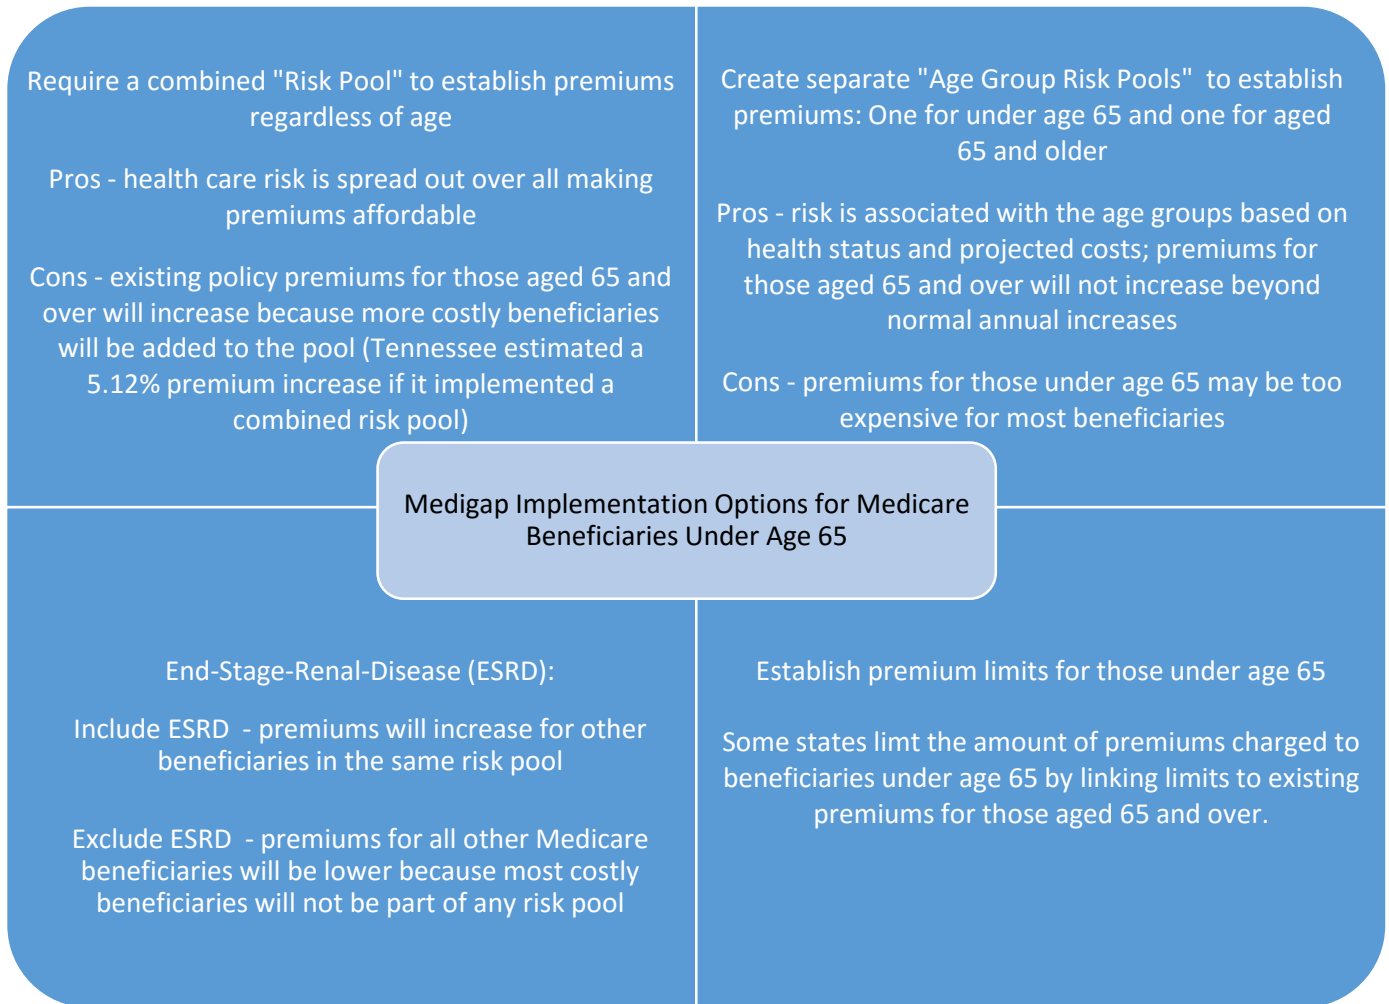 Require a combined "Risk Pool" to establish premiums
regardless of age
Pros - health care risk is spread out over all making
premiums affordable
Cons - existing policy premiums for those aged 65 and
over will increase because more costly beneficiaries
will be added to the pool (Tennessee estimated a
5.12% premium increase if it implemented a
combined risk pool)
Create separate "Age Group Risk Pools" to establish
premiums: One for under age 65 and one for aged
65 and older
Pros - risk is associated with the age groups based on
health status and projected costs; premiums for
those aged 65 and over will not increase beyond
normal annual increases
Cons - premiums for those under age 65 may be too
expensive for most beneficiaries
Medigap Implementation Options for Medicare
Beneficiaries Under Age 65
End-Stage-Renal-Disease (ESRD):
Include ESRD - premiums will increase for other
beneficiaries in the same risk pool
Exclude ESRD - premiums for all other Medicare
beneficiaries will be lower because most costly
beneficiaries will not be part of any risk pool
Establish premium limits for those under age 65
Some states limt the amount of premiums charged to
beneficiaries under age 65 by linking limits to existing
premiums for those aged 65 and over.